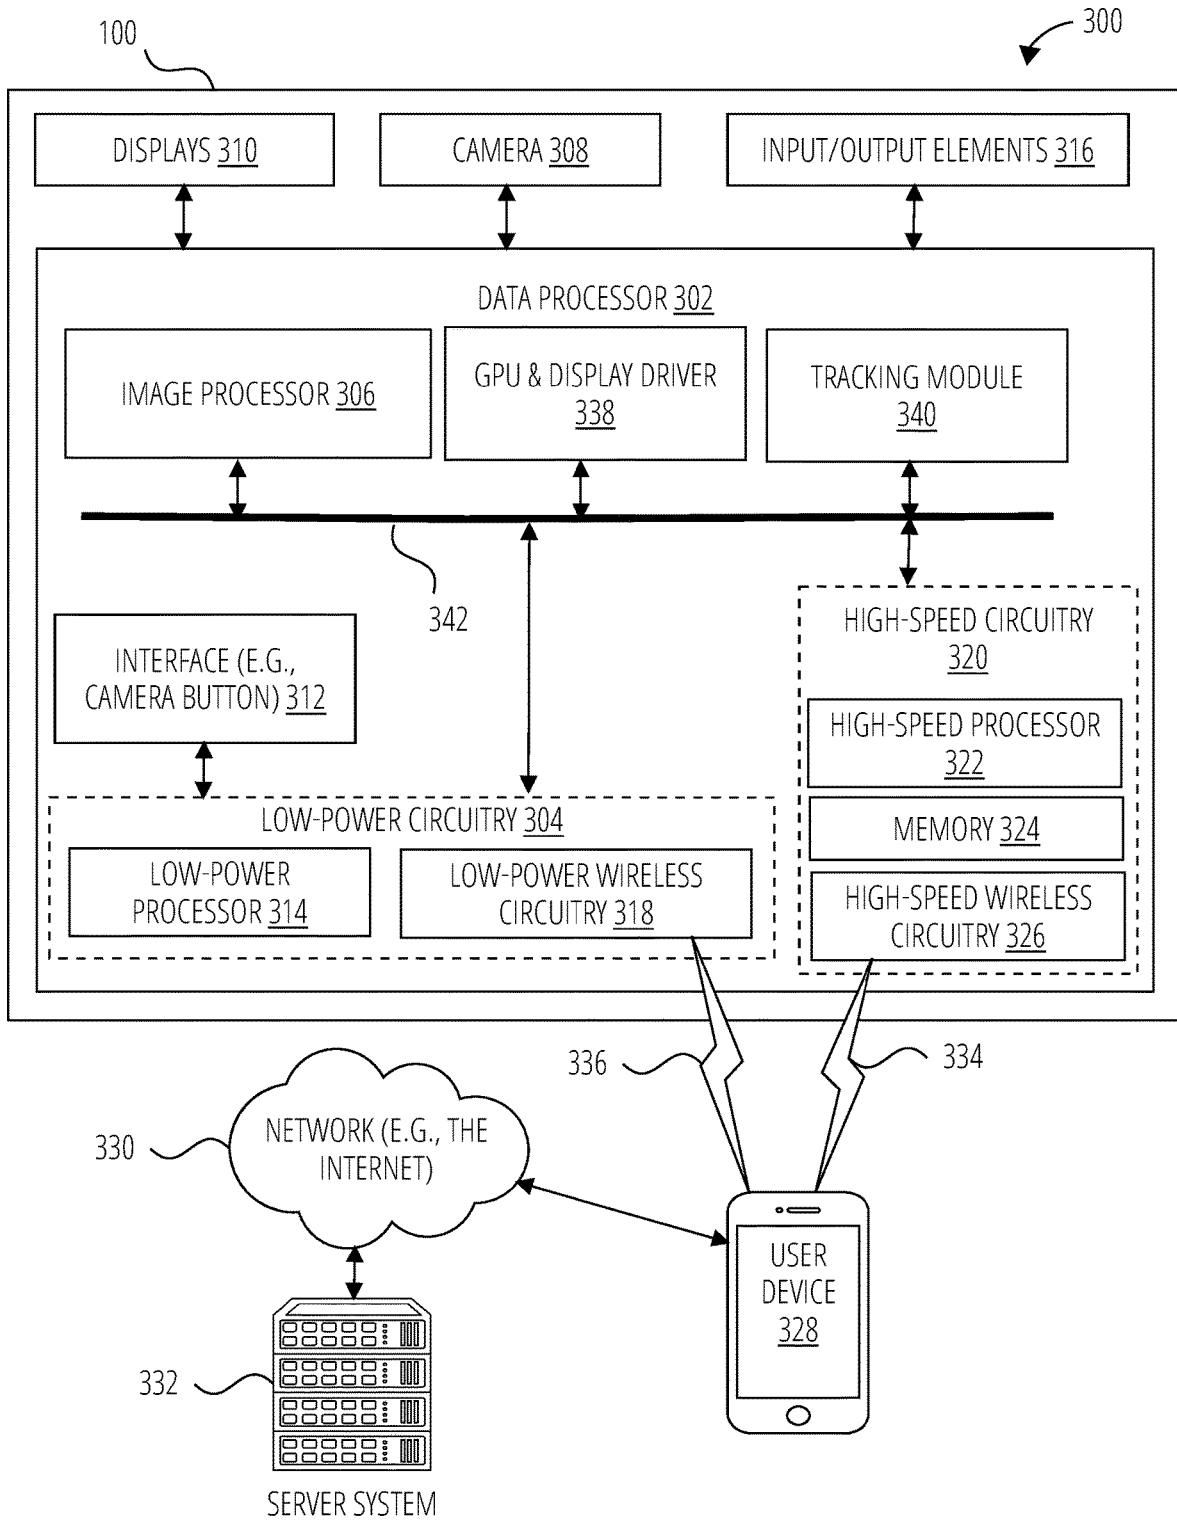 100
300
DISPLAYS 310
CAMERA 308
INPUT/OUTPUT ELEMENTS 316
DATA PROCESSOR 302
IMAGE PROCESSOR 306
GPU & DISPLAY DRIVER
338
TRACKING MODULE
340
342
INTERFACE (E.G.,
CAMERA BUTTON) 312
HIGH-SPEED CIRCUITRY
320
HIGH-SPEED PROCESSOR
322
MEMORY 324
HIGH-SPEED WIRELESS
CIRCUITRY 326
LOW-POWER CIRCUITRY 304
LOW-POWER
PROCESSOR 314
LOW-POWER WIRELESS
CIRCUITRY 318
336
334
330
NETWORK (E.G., THE
INTERNET)
USER
DEVICE
328
332
SERVER SYSTEM